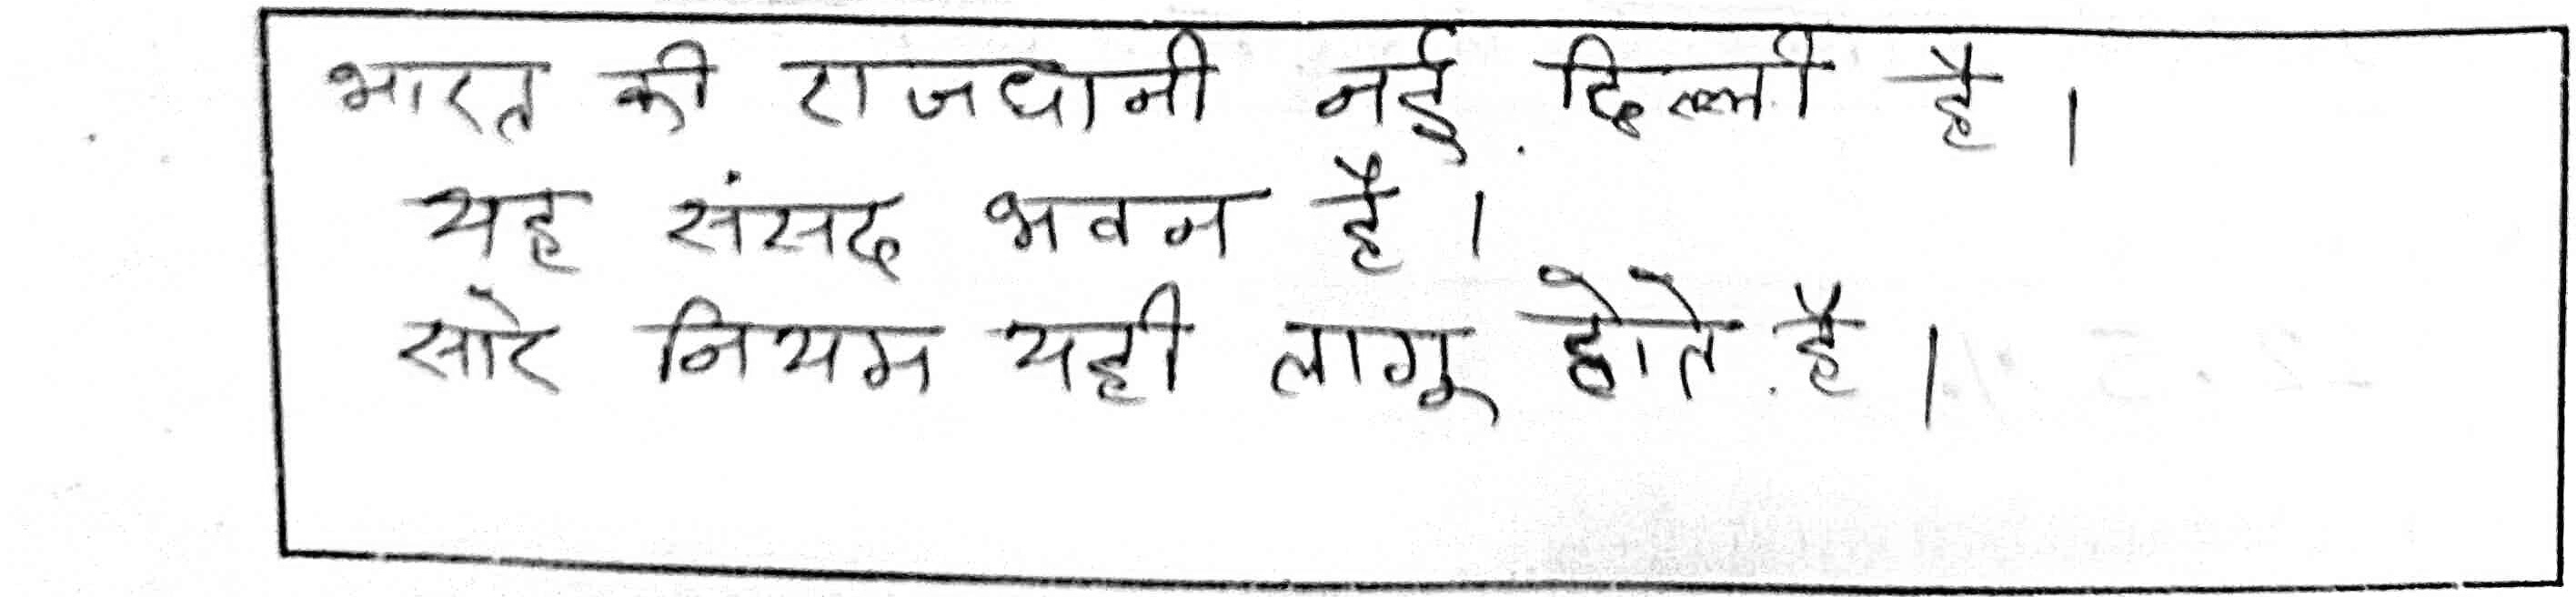 भारत की राजधानी नई दिल्ली है।
यह संसद भवन है।
सारे नियम यही लागू होते है।